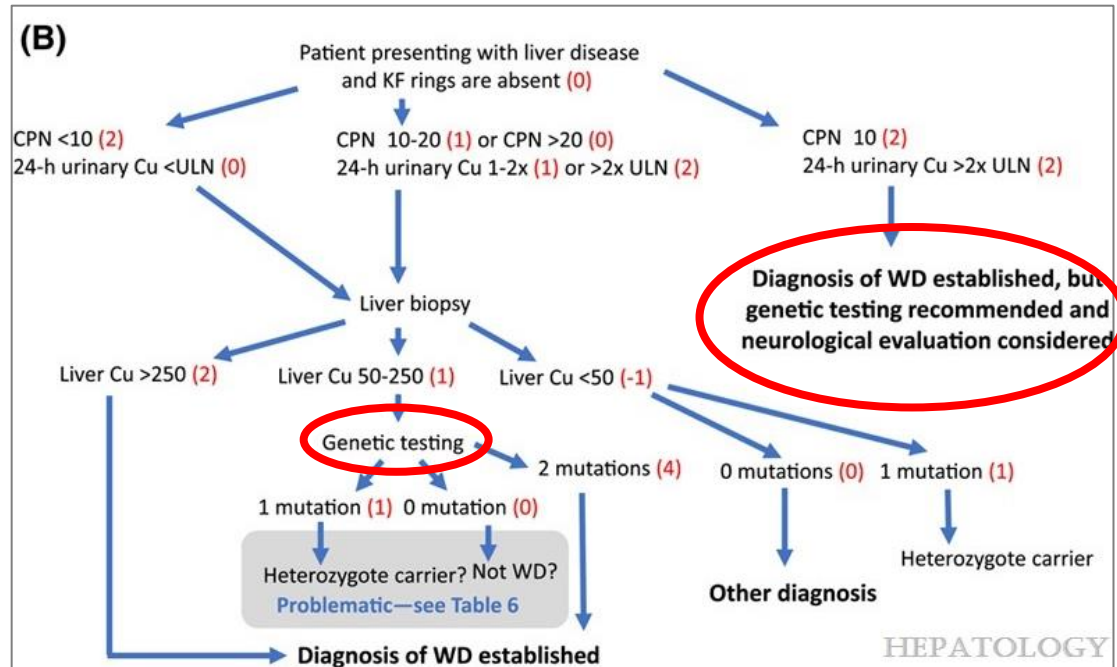 (B)
Patient presenting with liver disease
and KF rings are absent (0)
CPN <10 (2)
24-h urinary Cu <ULN (0)
CPN 10-20 (1) or CPN >20 (0)
24-h urinary Cu 1-2x (1) or >2x ULN (2)
CPN 10 (2)
24-h urinary Cu >2x ULN (2)
Diagnosis of WD established, but
genetic testing recommended and
neurological evaluation considered
Liver biopsy
Liver Cu >250 (2)
Liver Cu 50-250 (1)
Liver Cu <50 (-1)
Genetic testing
2 mutations (4)
0 mutations (0)
1 mutation (1)
1 mutation (1)
0 mutation (0)
Heterozygote carrier?
Not WD?
Problematic—see Table 6
Heterozygote carrier
Other diagnosis
Diagnosis of WD established
HEPATOLOGY